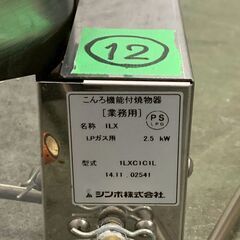 12
こんろ機能付焼物器
[業務用]
名称 1LX
PS
LPG
LPガス用 2.5 kW
型式 1LXC1C1L
14.11. 02541
シンポ株式会社